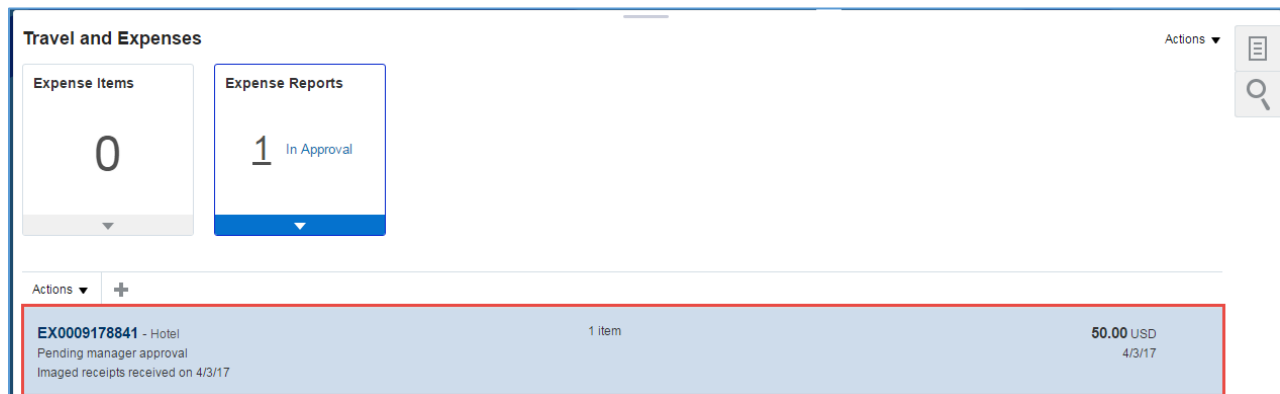 Travel and Expenses
Actions ▼
Expense Items
0
Expense Reports
1 In Approval
Actions ▼
EX0009178841 - Hotel
1 item
50.00 USD
Pending manager approval
4/3/17
Imaged receipts received on 4/3/17